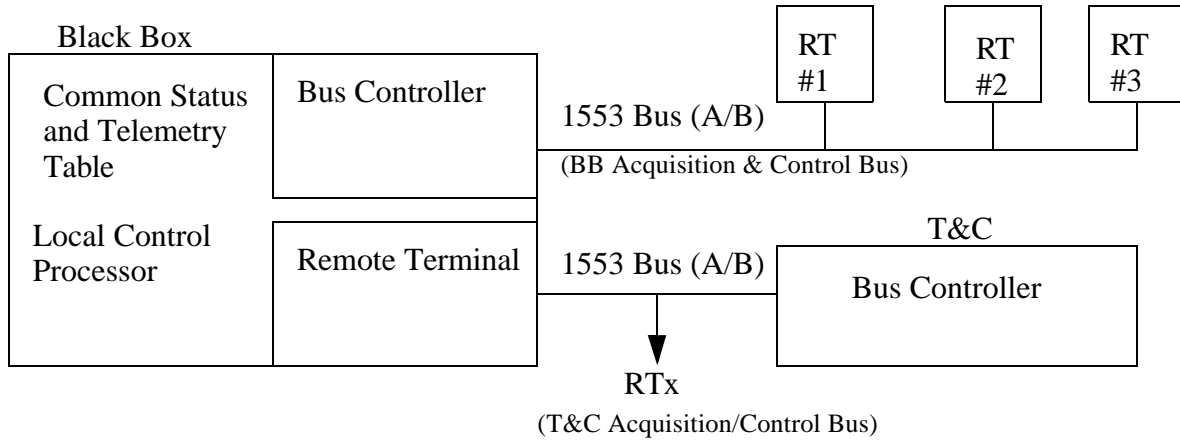 Black Box
Common Status
and Telemetry
Table
Local Control
Processor
Bus Controller
Remote Terminal
1553 Bus (A/B)
(BB Acquisition & Control Bus)
RT
#1
RT
#2
RT
#3
1553 Bus (A/B)
T&C
Bus Controller
RTx
(T&C Acquisition/Control Bus)